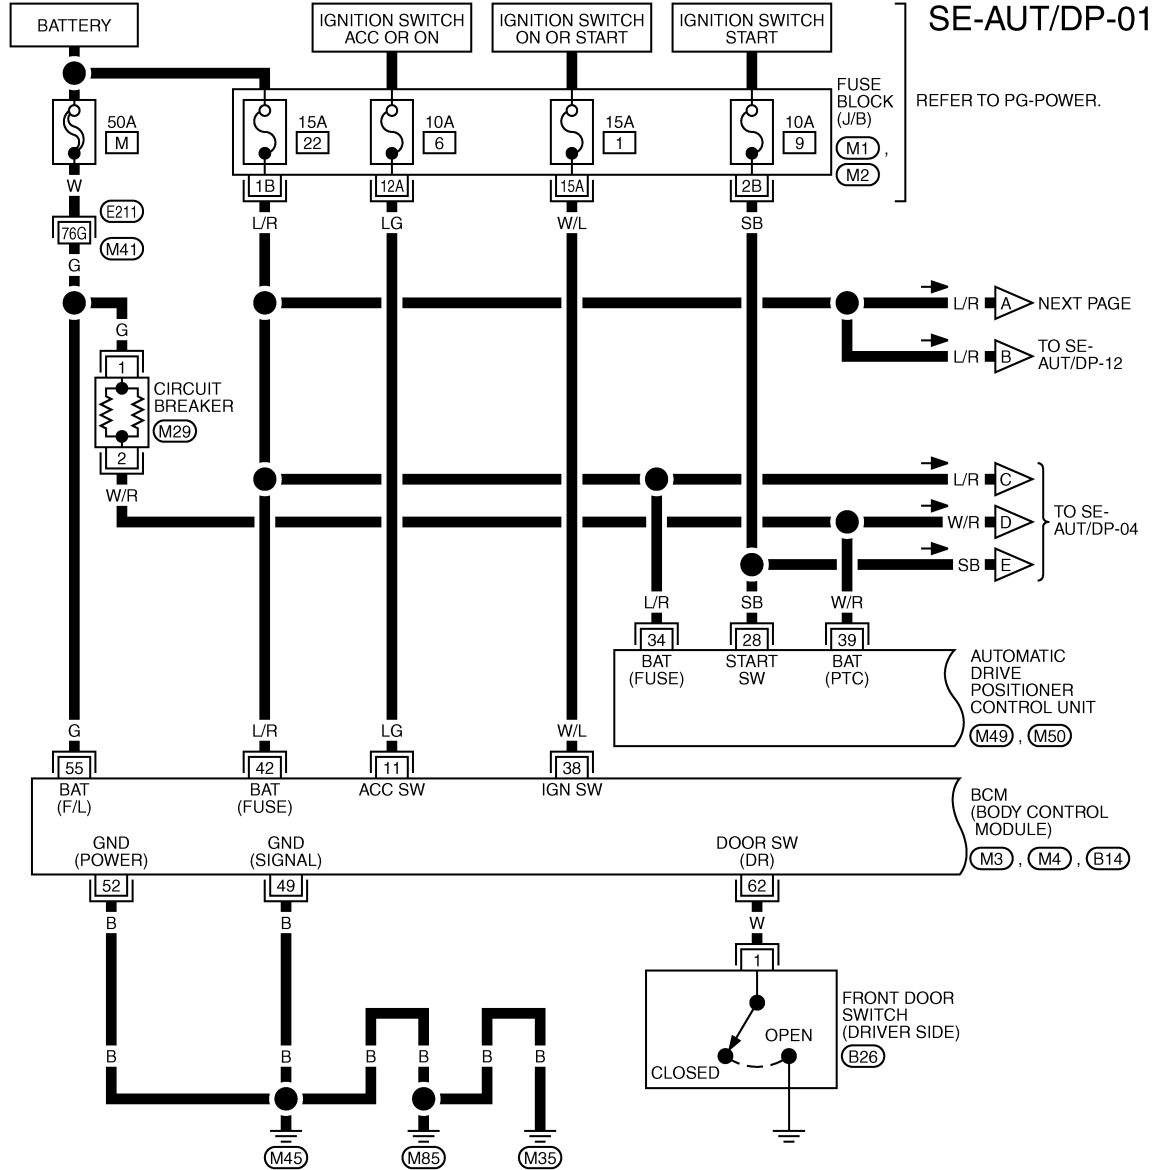 SE-AUT/DP-01
BATTERY
IGNITION SWITCH
ACC OR ON
IGNITION SWITCH
ON OR START
IGNITION SWITCH
START
FUSE
BLOCK
(J/B)
REFER TO PG-POWER.
M1 ,
M2
50A
M
15A
22
10A
6
15A
1
10A
9
1B
12A
15A
2B
W
L/R
LG
W/L
SB
E211
76G
M41
G
G
L/R
A
NEXT PAGE
L/R
B
TO SE-
AUT/DP-12
1
CIRCUIT
BREAKER
M29
2
W/R
L/R
C
W/R
D
TO SE-
AUT/DP-04
SB
E
L/R
SB
W/R
34
28
39
BAT
(FUSE)
START
SW
BAT
(PTC)
AUTOMATIC
DRIVE
POSITIONER
CONTROL UNIT
M49 , M50
G
L/R
LG
W/L
55
42
11
38
BAT
(F/L)
BAT
(FUSE)
ACC SW
IGN SW
BCM
(BODY CONTROL
MODULE)
M3 , M4 , B14
GND
(POWER)
GND
(SIGNAL)
DOOR SW
(DR)
52
49
62
B
B
W
1
FRONT DOOR
SWITCH
(DRIVER SIDE)
B26
OPEN
CLOSED
B
B
B
B
B
B
M45
M85
M35